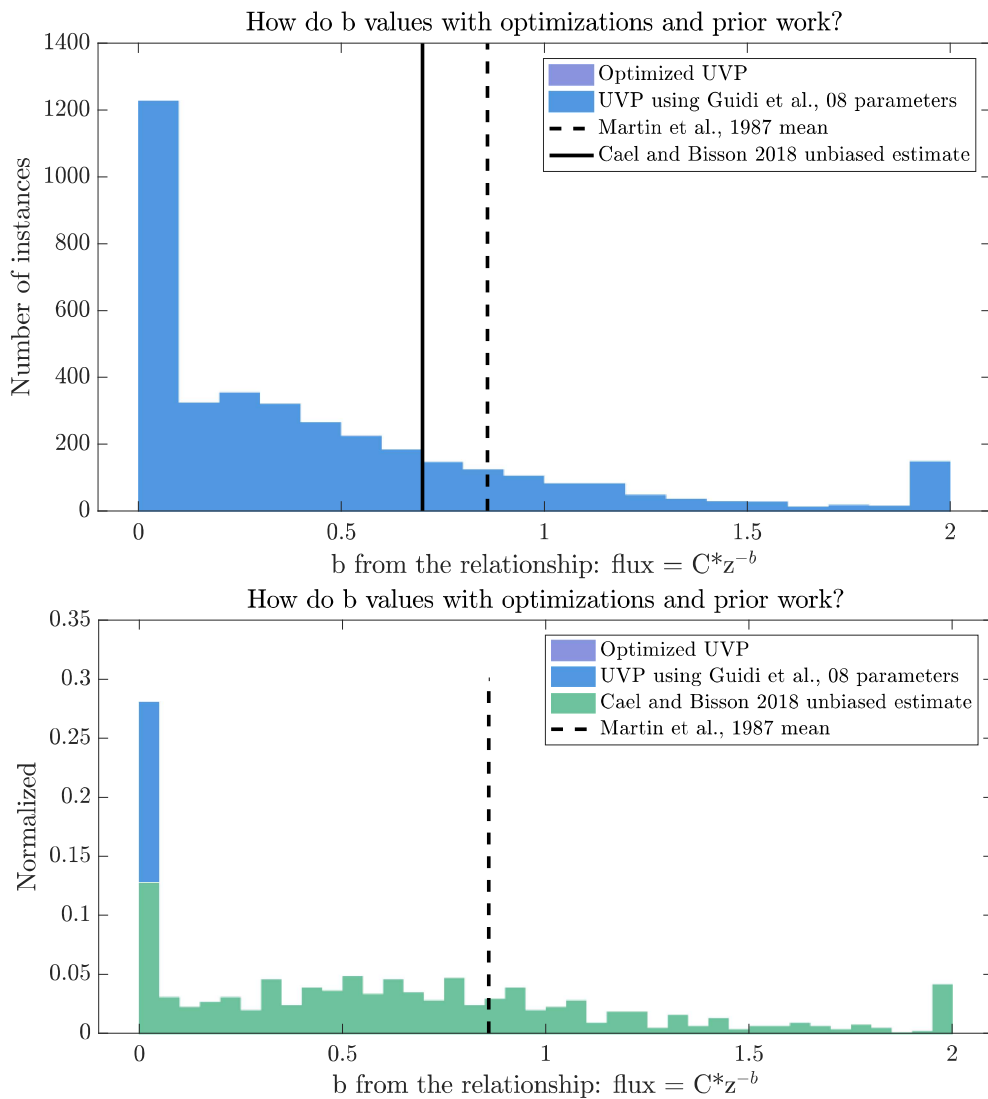 How do b values with optimizations and prior work?
1400
1200
1000
800
600
400
200
0
Number of instances
Optimized UVP
UVP using Guidi et al., 08 parameters
Martin et al., 1987 mean
Cael and Bisson 2018 unbiased estimate
0 0.5 1 1.5 2
b from the relationship: flux = C*z^{-b}
How do b values with optimizations and prior work?
0.35
0.3
0.25
0.2
0.15
0.1
0.05
0
Normalized
Optimized UVP
UVP using Guidi et al., 08 parameters
Cael and Bisson 2018 unbiased estimate
Martin et al., 1987 mean
0 0.5 1 1.5 2
b from the relationship: flux = C*z^{-b}